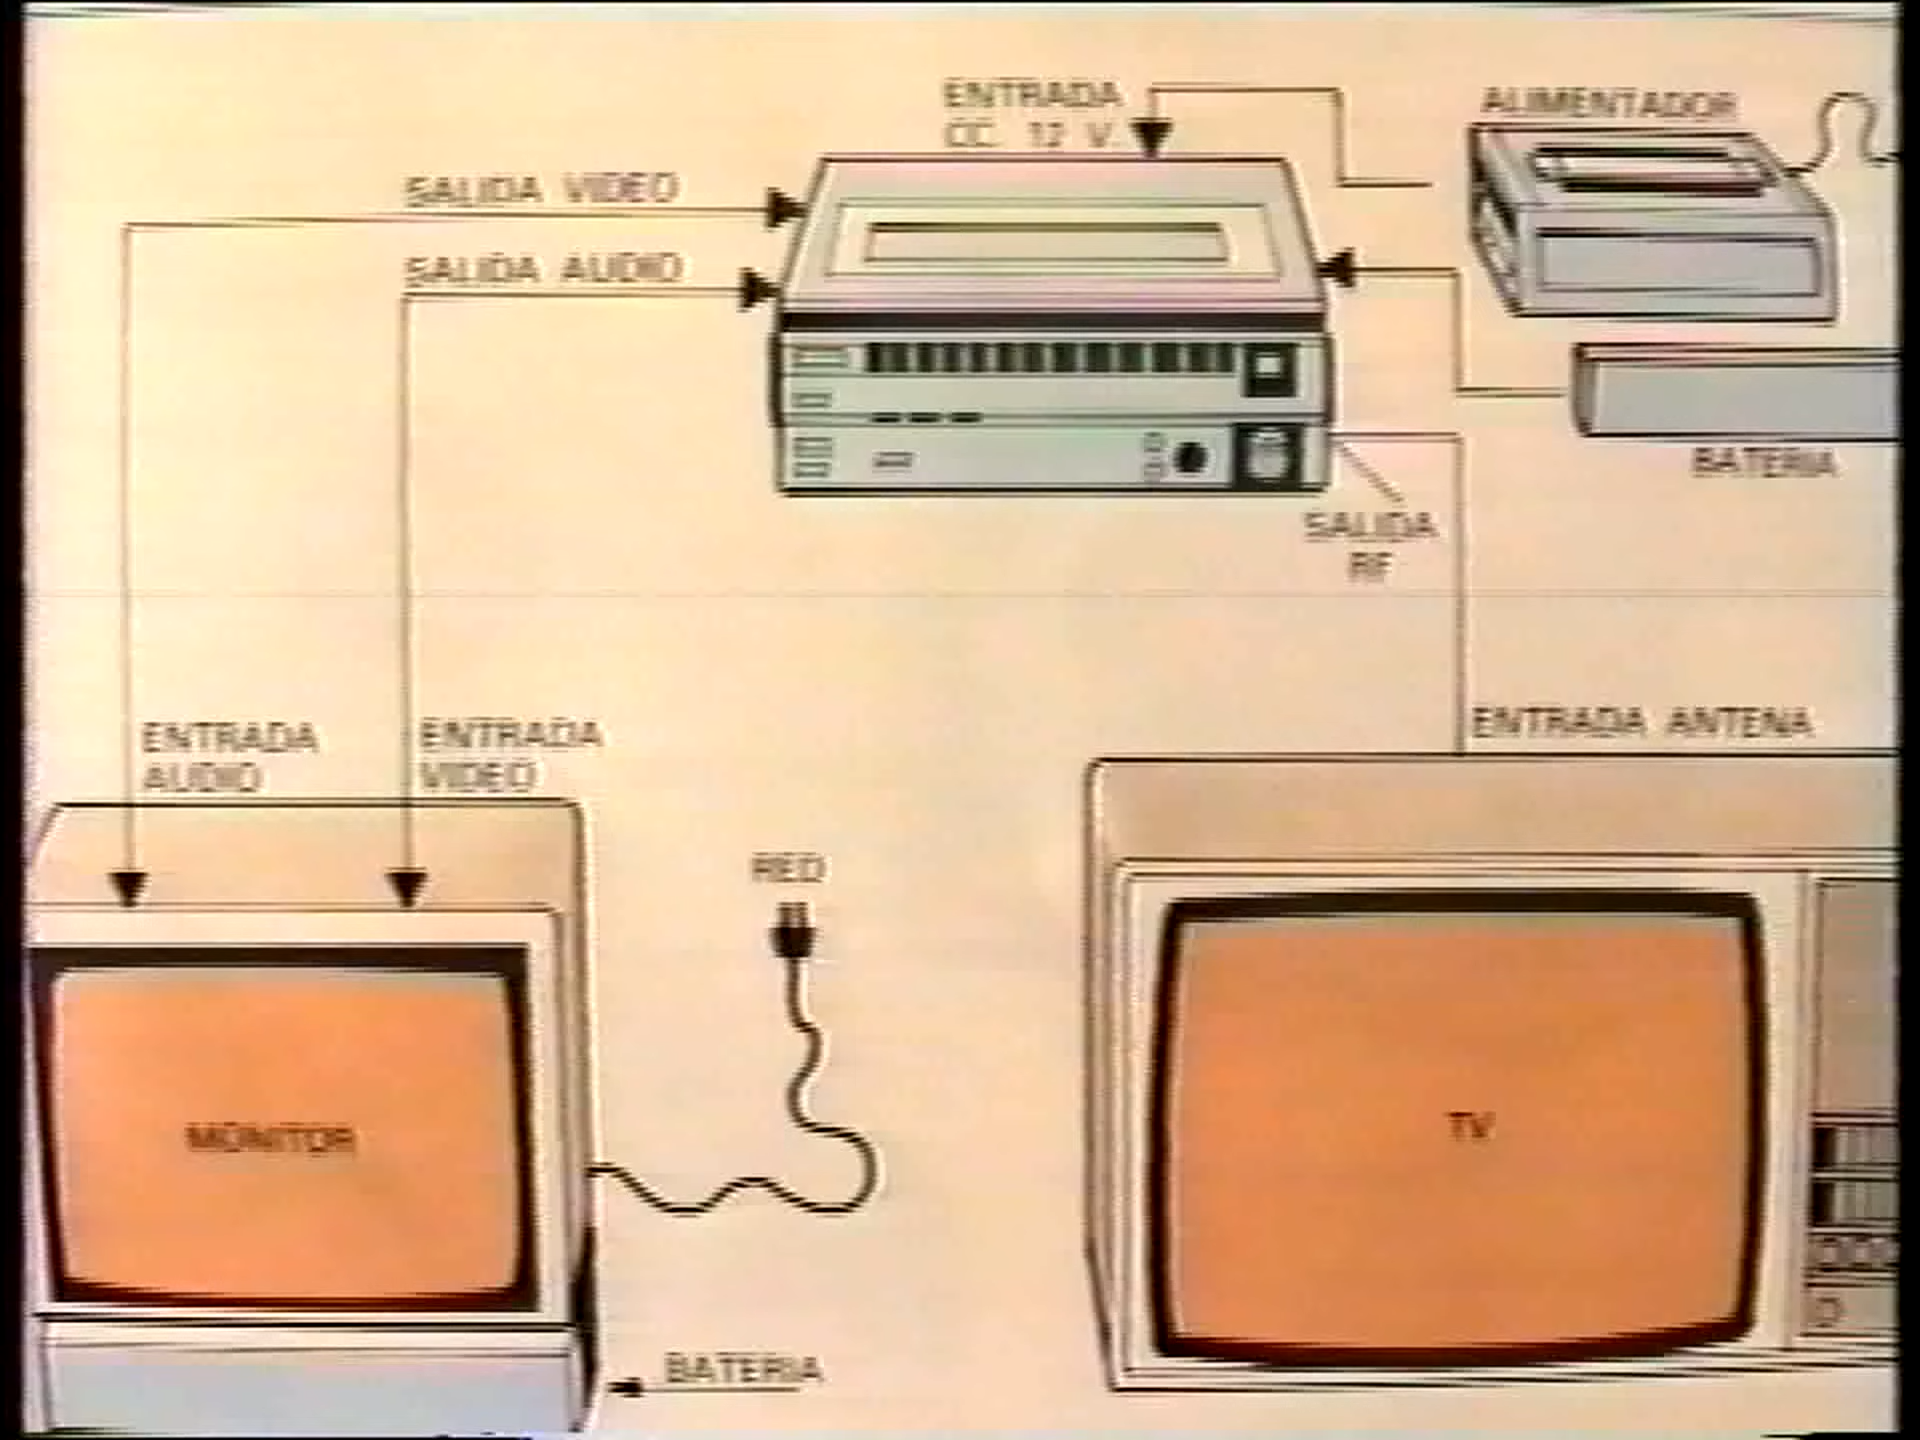 ENTRADA
CC. 12 V.
ALIMENTADOR
SALIDA VIDEO
SALIDA AUDIO
BATERIA
SALIDA
RF
ENTRADA ANTENA
ENTRADA
AUDIO
ENTRADA
VIDEO
RED
MONITOR
TV
BATERIA